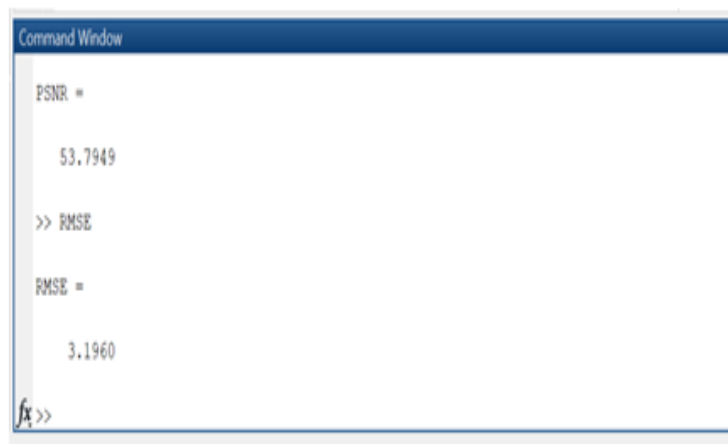 Command Window
PSNR =
53.7949
>> RMSE
RMSE =
3.1960
fx >>